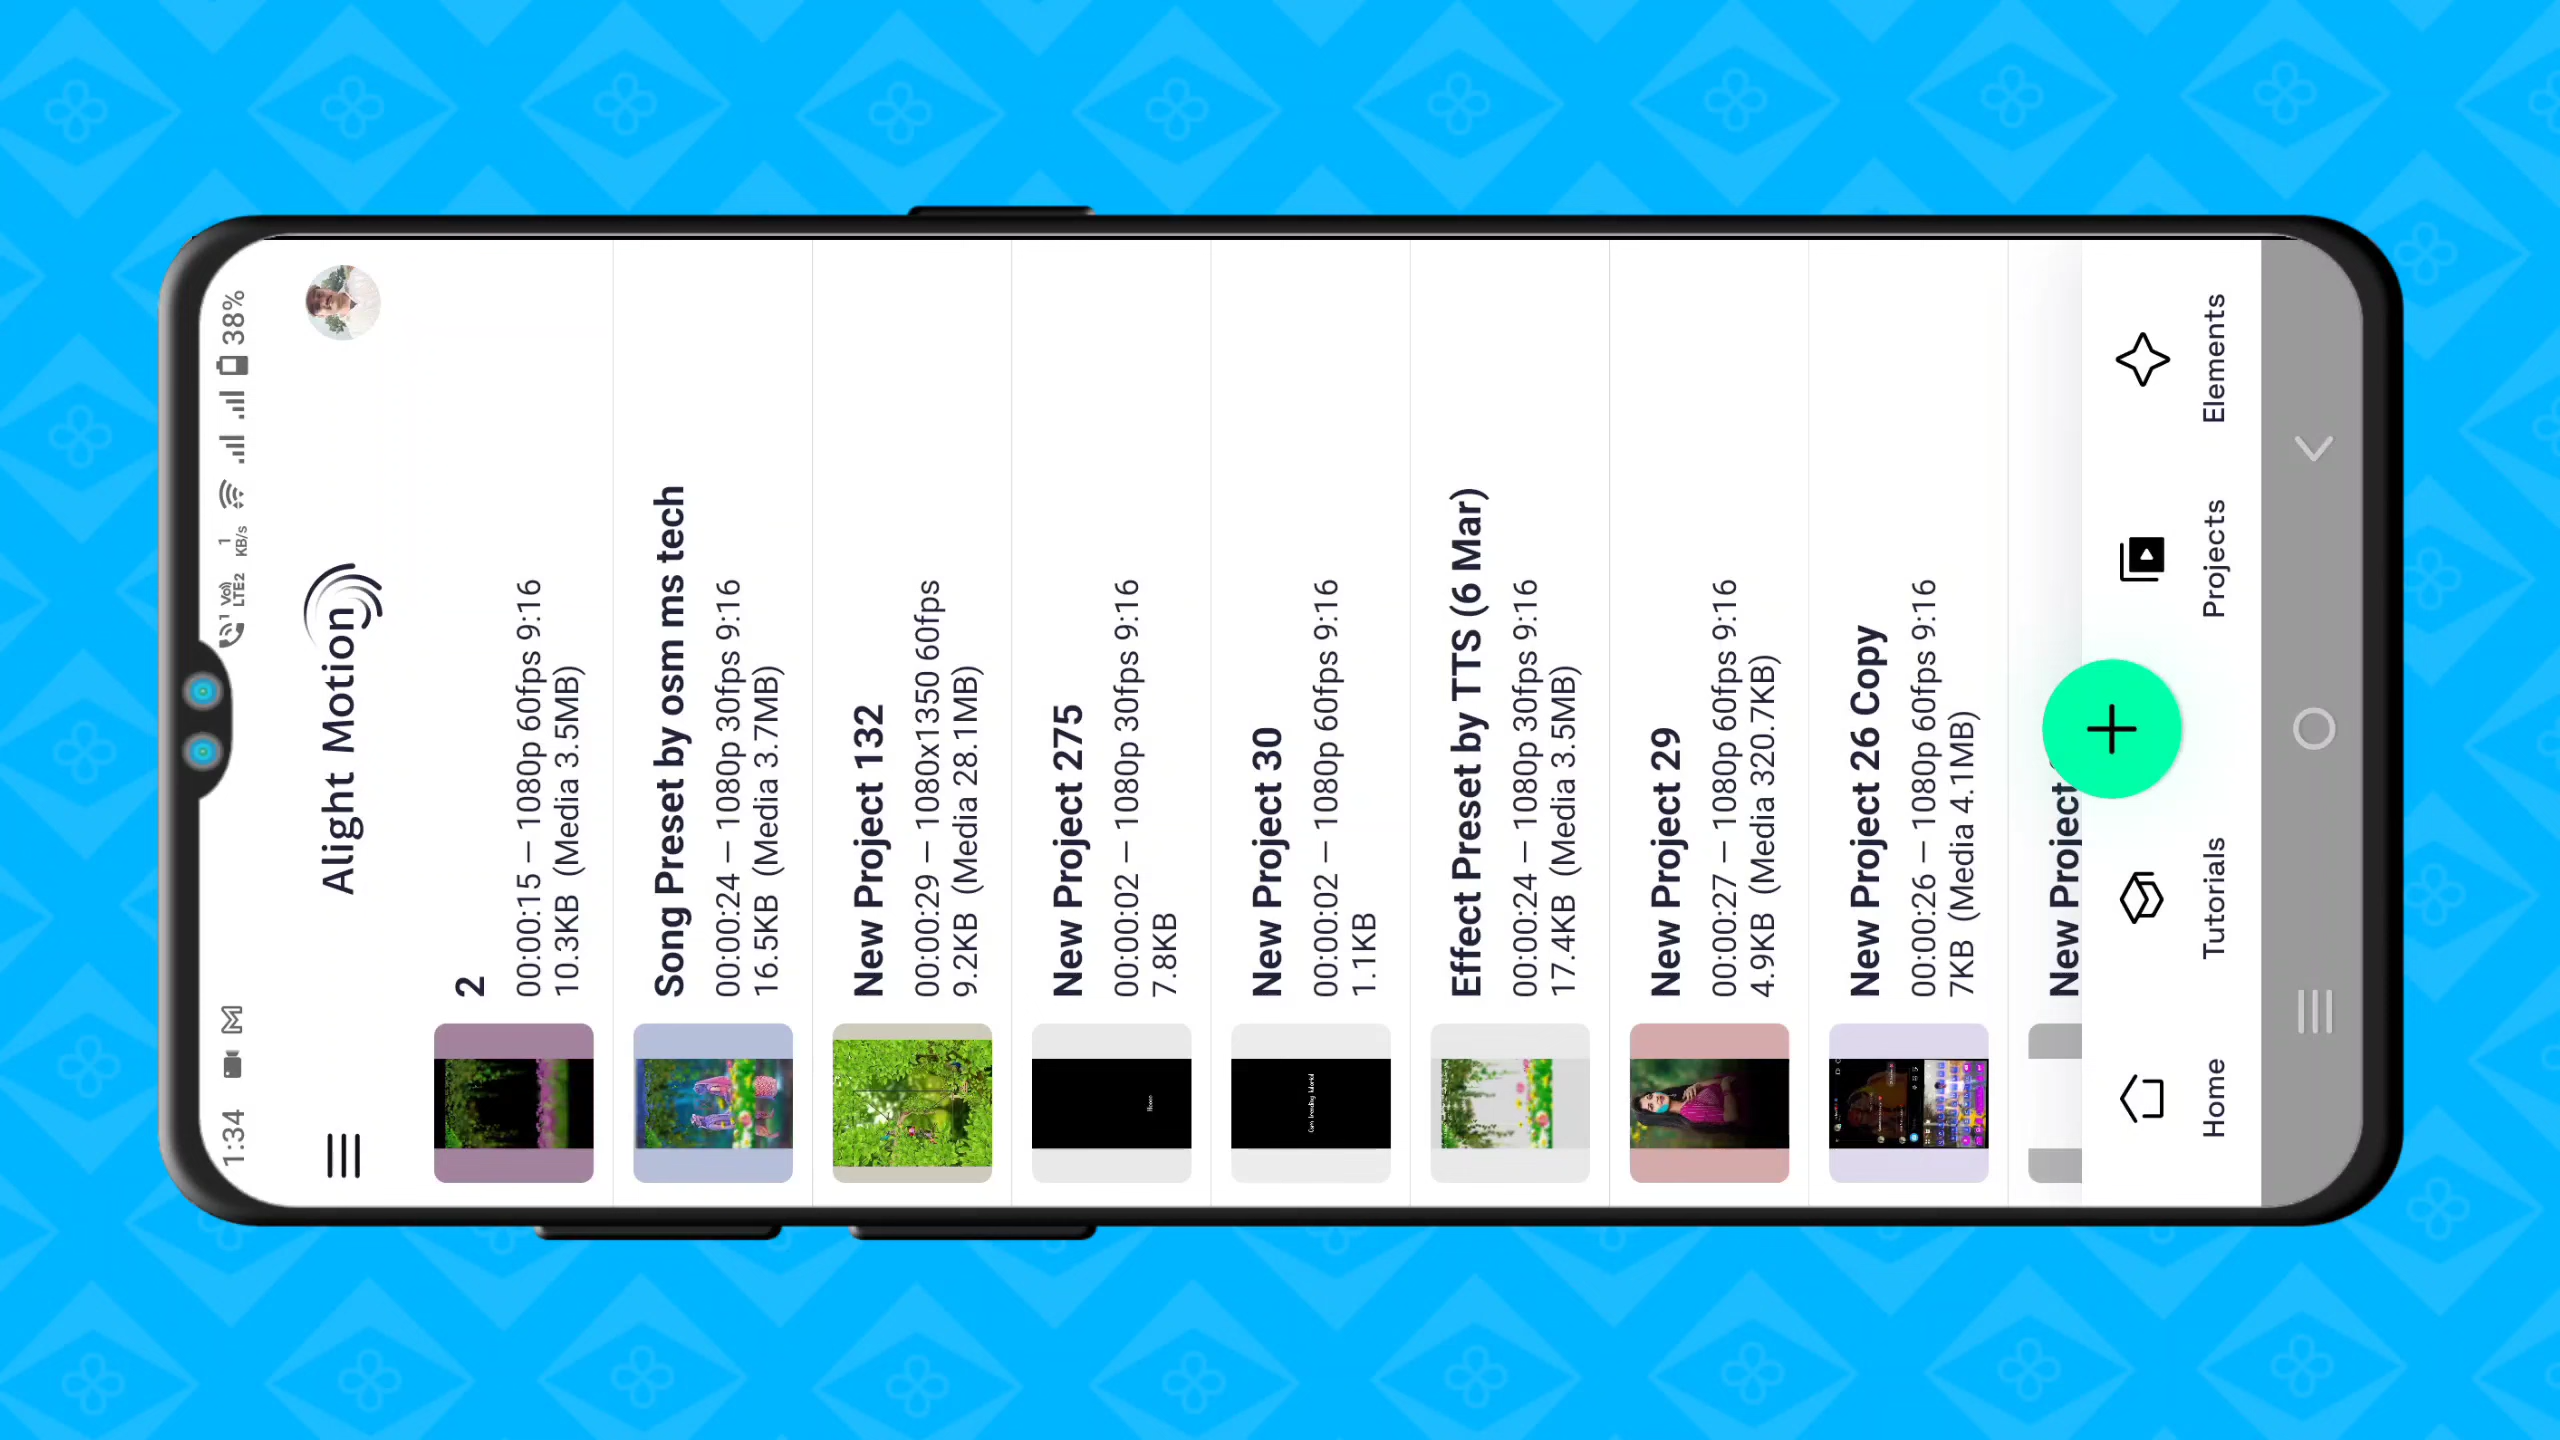 1:34
1 Vo)) LTE2
1 KB/s
38%
Alight Motion
2
00:00:15 — 1080p 60fps 9:16
10.3KB (Media 3.5MB)
Song Preset by osm ms tech
00:00:24 — 1080p 30fps 9:16
16.5KB (Media 3.7MB)
New Project 132
00:00:29 — 1080x1350 60fps
9.2KB (Media 28.1MB)
New Project 275
00:00:02 — 1080p 30fps 9:16
7.8KB
New Project 30
00:00:02 — 1080p 60fps 9:16
1.1KB
Effect Preset by TTS (6 Mar)
00:00:24 — 1080p 30fps 9:16
17.4KB (Media 3.5MB)
New Project 29
00:00:27 — 1080p 60fps 9:16
4.9KB (Media 320.7KB)
New Project 26 Copy
00:00:26 — 1080p 60fps 9:16
7KB (Media 4.1MB)
New Project
Home
Tutorials
Projects
Elements